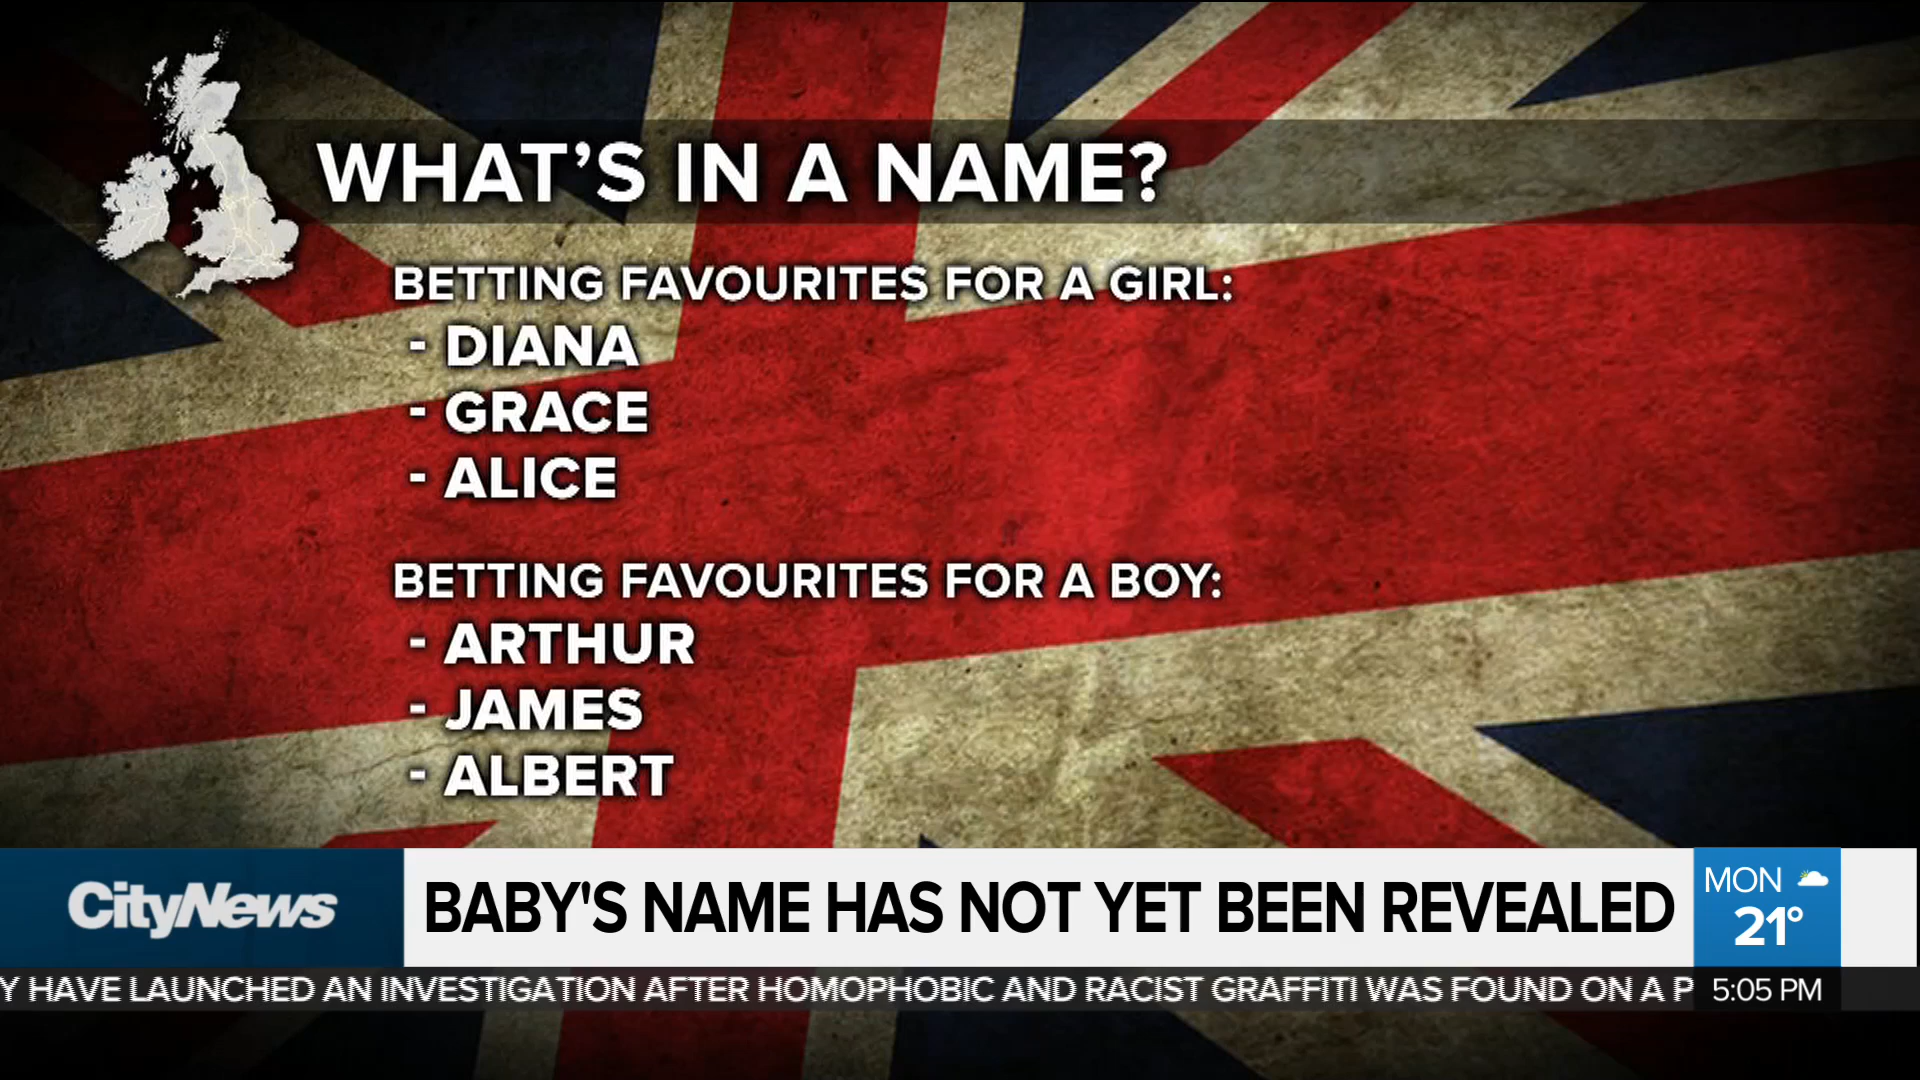 WHAT'S IN A NAME?
BETTING FAVOURITES FOR A GIRL:
- DIANA
- GRACE
- ALICE
BETTING FAVOURITES FOR A BOY:
- ARTHUR
- JAMES
- ALBERT
CityNews
BABY'S NAME HAS NOT YET BEEN REVEALED
MON
21°
Y HAVE LAUNCHED AN INVESTIGATION AFTER HOMOPHOBIC AND RACIST GRAFFITI WAS FOUND ON A P
5:05 PM